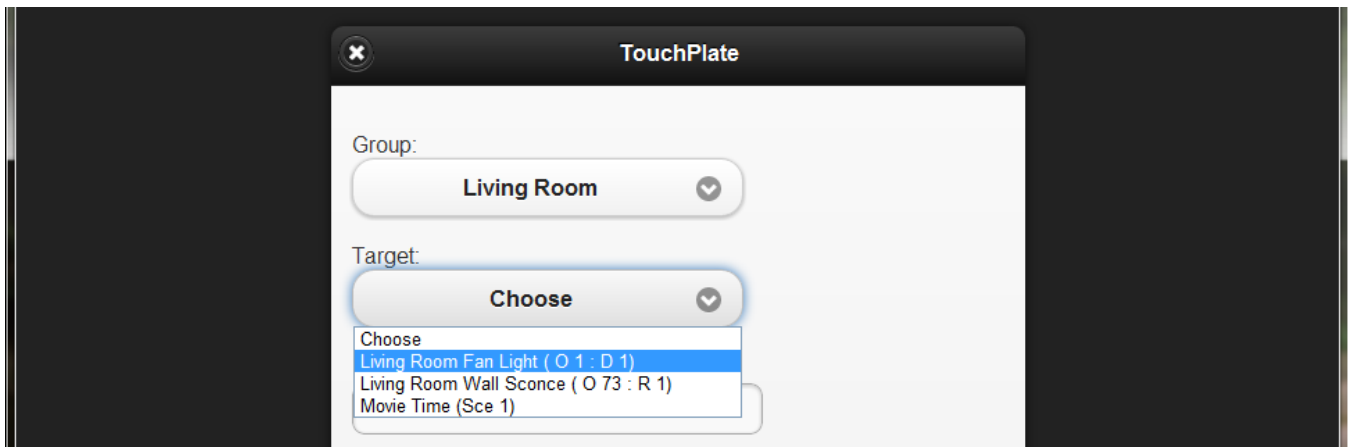 TouchPlate
Group:
Living Room
Target:
Choose
Choose
Living Room Fan Light ( O 1 : D 1)
Living Room Wall Sconce ( O 73 : R 1)
Movie Time (Sce 1)